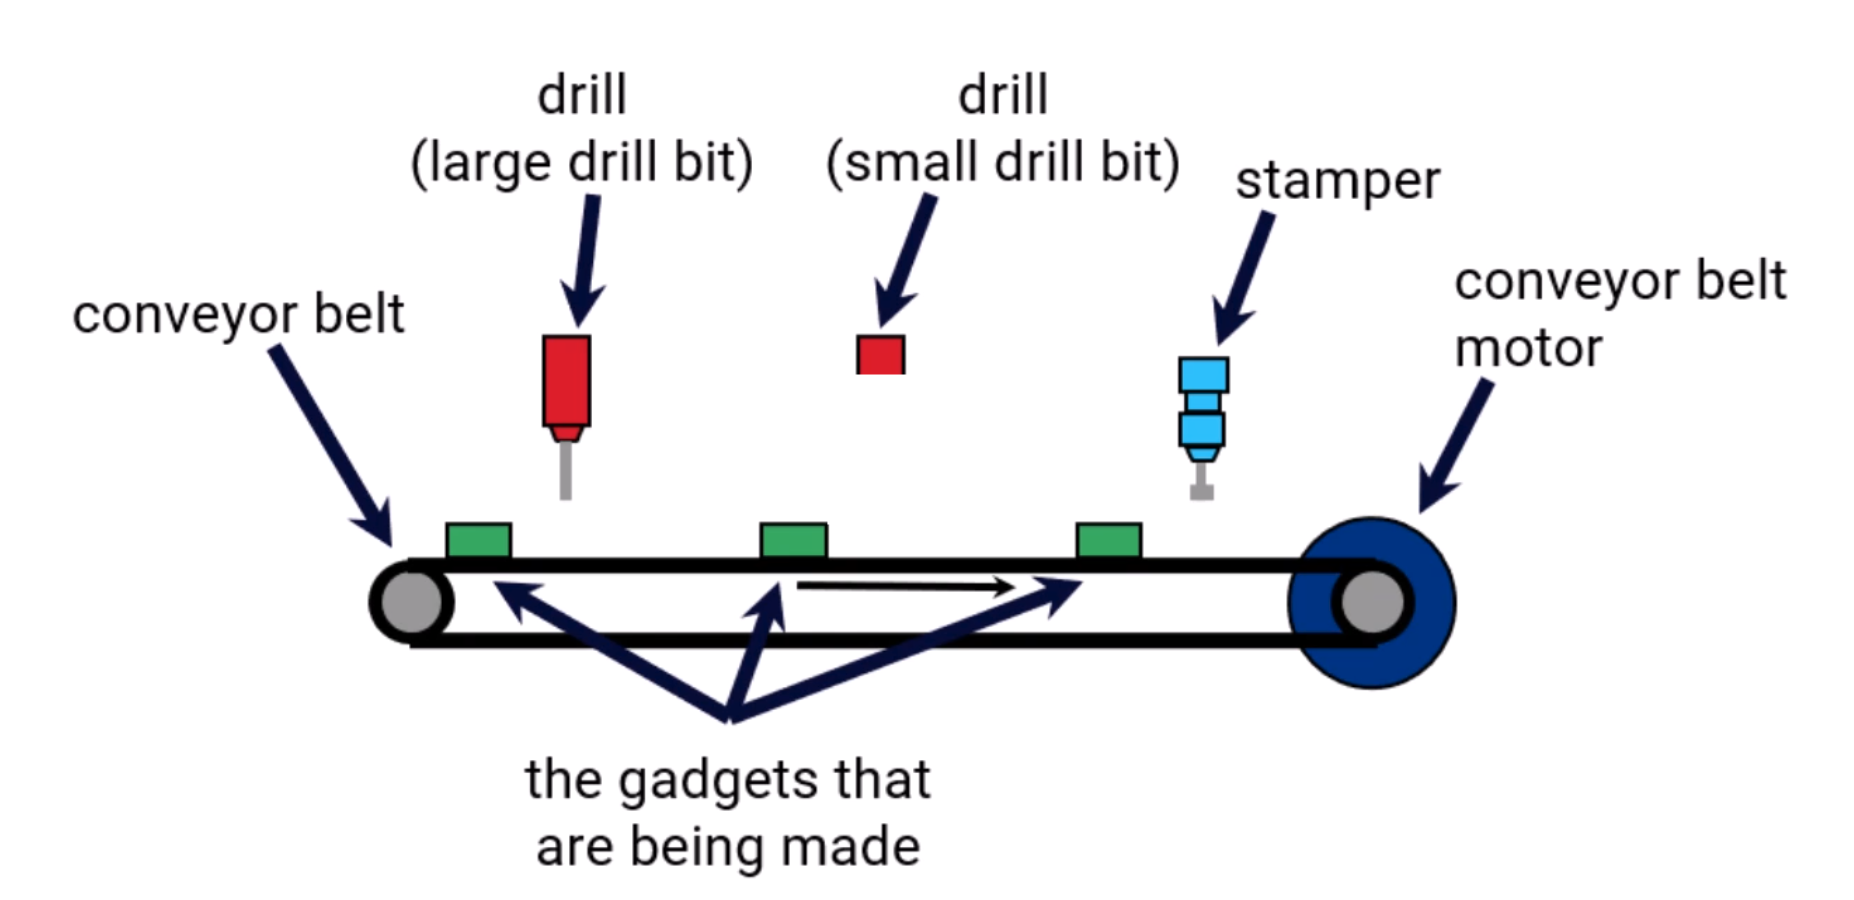 drill
(large drill bit)
drill
(small drill bit)
stamper
conveyor belt
motor
conveyor belt
the gadgets that
are being made